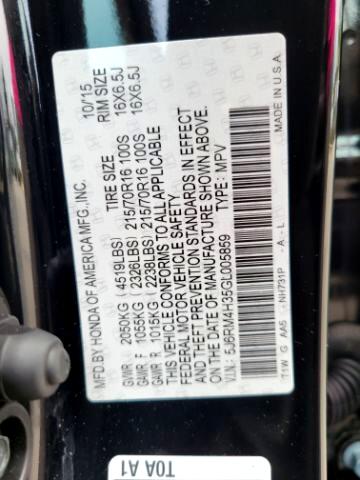 MFD.BY HONDA OF AMERICA MFG.,INC. 10/15
TIRE SIZE RIM SIZE
GVWR 2050KG ( 4519LBS)
GAWR F 1055KG ( 2326LBS) 215/70R16 100S 16X6.5J
GAWR R 1015KG ( 2238LBS) 215/70R16 100S 16X6.5J
THIS VEHICLE CONFORMS TO ALL APPLICABLE
FEDERAL MOTOR VEHICLE SAFETY
AND THEFT PREVENTION STANDARDS IN EFFECT
ON THE DATE OF MANUFACTURE SHOWN ABOVE.
V.I.N.: 5J6RM4H35GL005959 TYPE: MPV
T1W G AA5 NH731P - A - L MADE IN U.S.A.
T0A A1